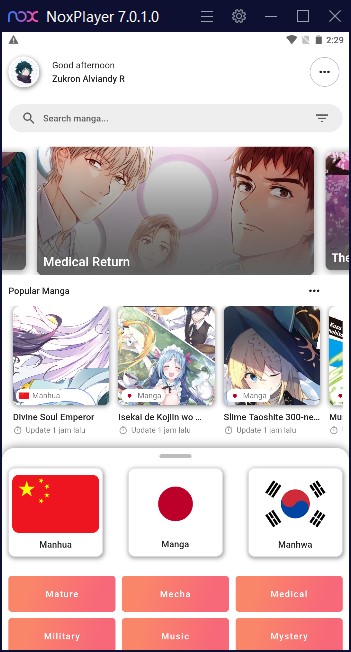 nox NoxPlayer 7.0.1.0
2:29
Good afternoon
Zukron Alviandy R
Search manga...
Medical Return
The
Popular Manga
Manhua
Manga
Manga
Divine Soul Emperor
Isekai de Kojiin wo ...
Slime Taoshite 300-ne...
Mu
Update 1 jam lalu
Update 1 jam lalu
Update 1 jam lalu
Manhua
Manga
Manhwa
Mature
Mecha
Medical
Military
Music
Mystery